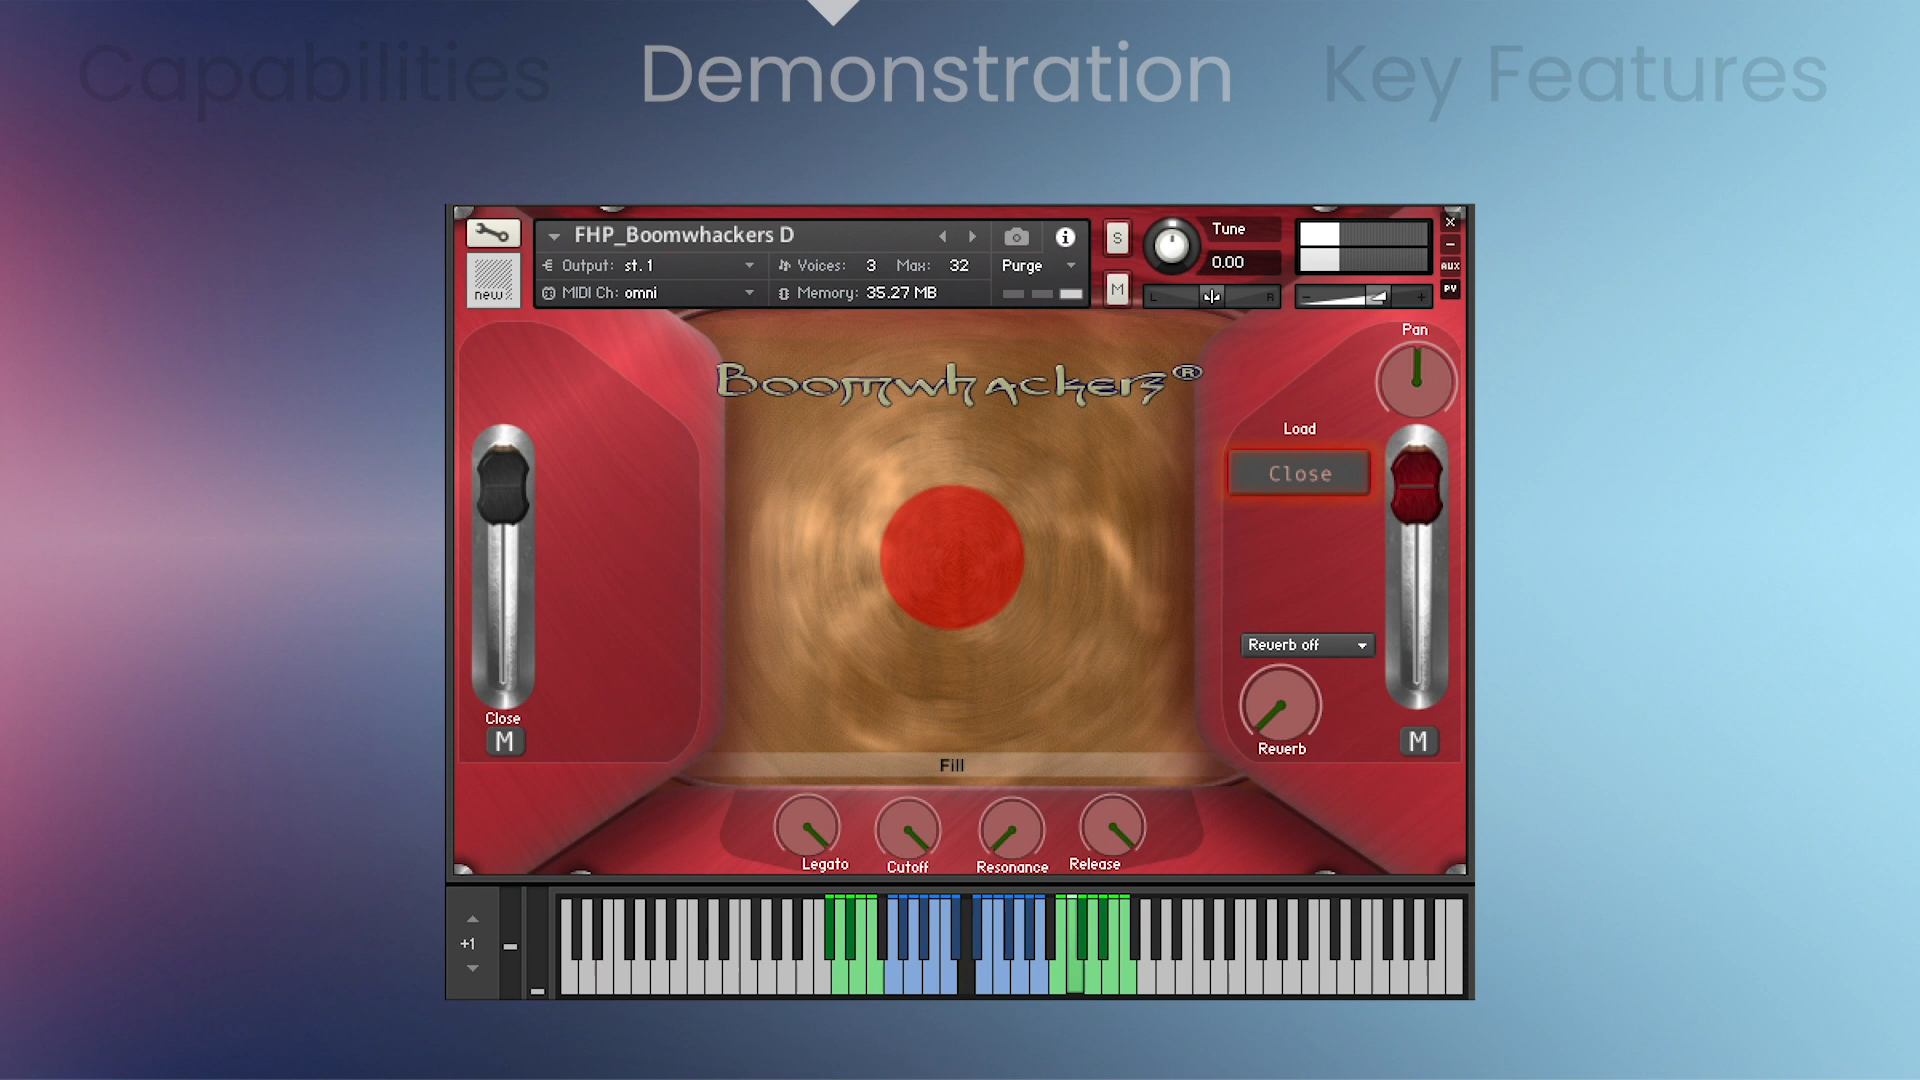 Capabilities Demonstration Key Features
FHP_Boomwhackers D
S
Tune
0.00
Output: st. 1
Voices: 3 Max: 32
Purge
MIDI Ch: omni
Memory: 35.27 MB
M
new
L R
AUX
PV
Boomwhackers®
Pan
Load
Close
Reverb off
Reverb
Close
M
M
Fill
Legato Cutoff Resonance Release
+1